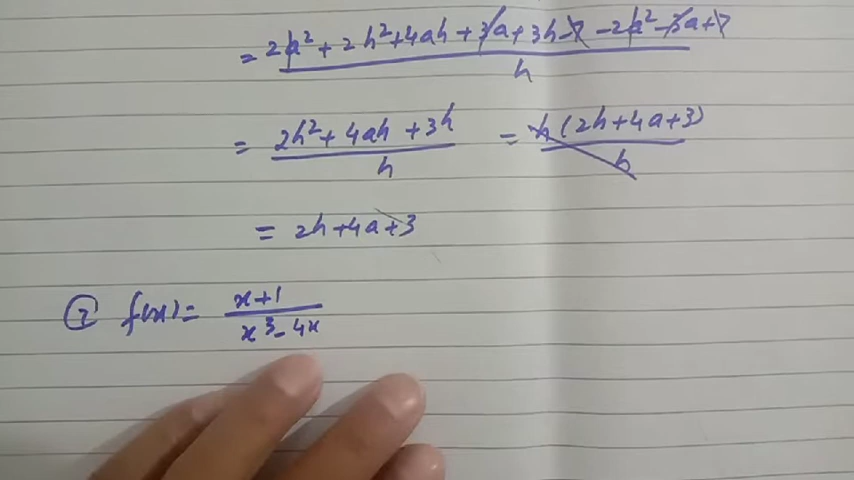 = 2a² + 2h² + 4ah + 3a + 3h - 7 - 2a² - 3a + 7 / h
= 2h² + 4ah + 3h / h = h (2h + 4a + 3) / h
= 2h + 4a + 3
⑦ f(x) = x + 1 / x³ - 4x